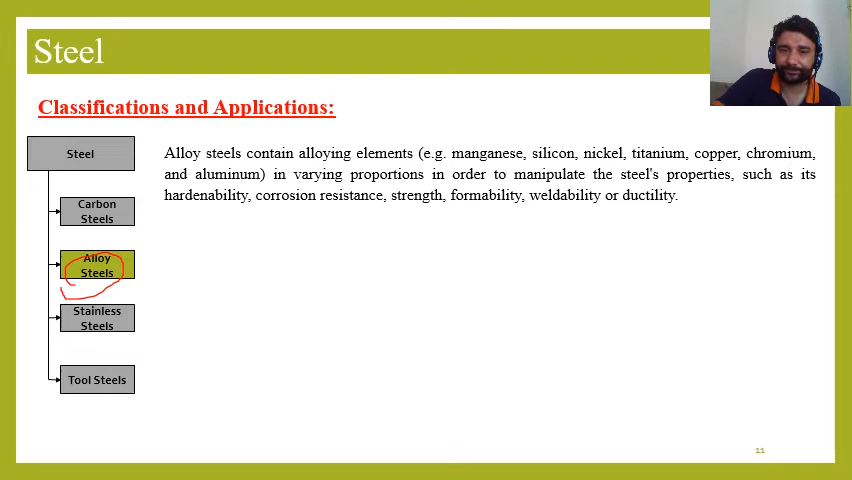 Steel
Classifications and Applications:
Steel
Carbon
Steels
Alloy
Steels
Stainless
Steels
Tool Steels
Alloy steels contain alloying elements (e.g. manganese, silicon, nickel, titanium, copper, chromium,
and aluminum) in varying proportions in order to manipulate the steel's properties, such as its
hardenability, corrosion resistance, strength, formability, weldability or ductility.
11